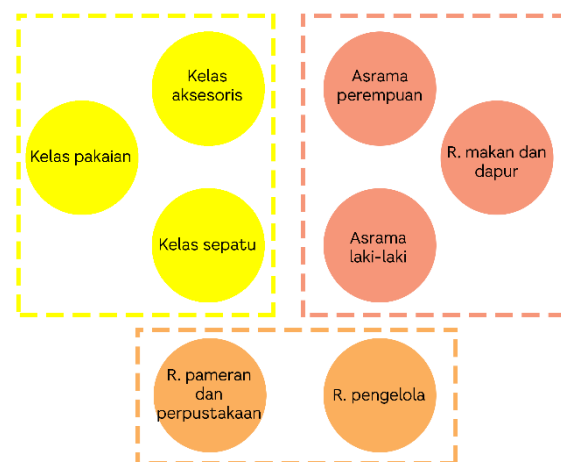 Kelas
aksesoris
Kelas pakaian
Kelas sepatu
Asrama
perempuan
R. makan dan
dapur
Asrama
laki-laki
R. pameran
dan
perpustakaan
R. pengelola